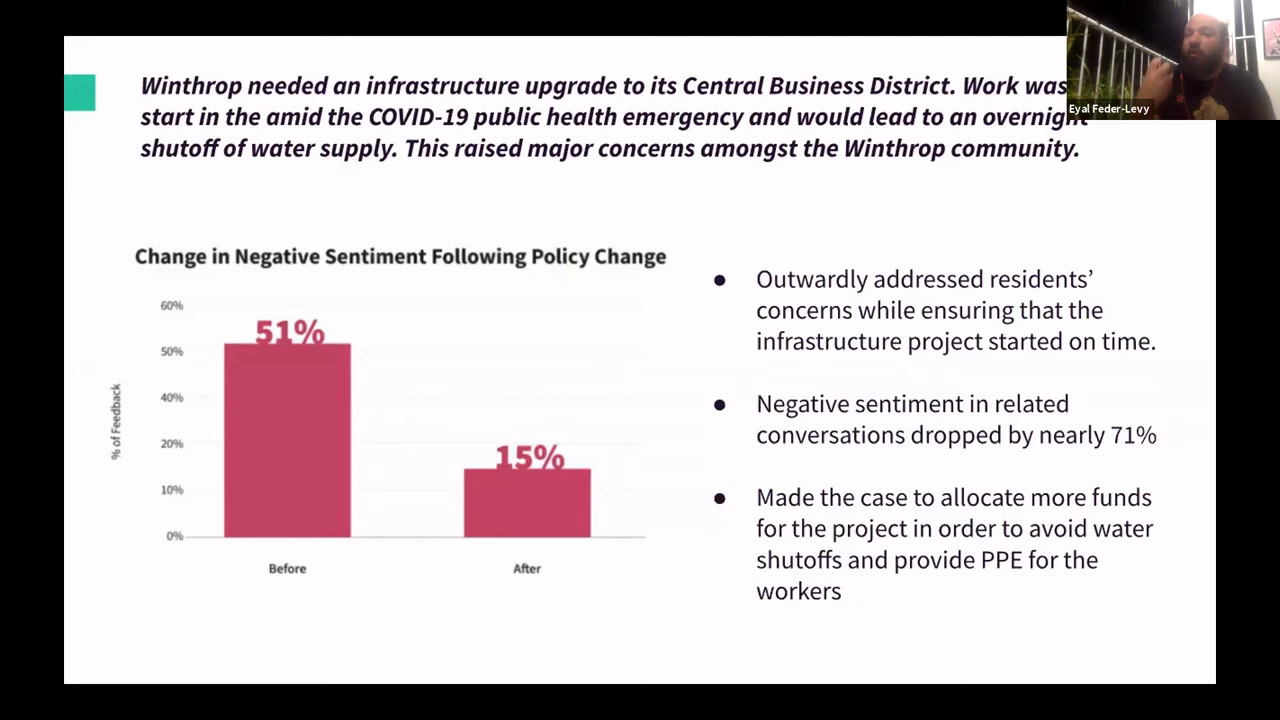 Winthrop needed an infrastructure upgrade to its Central Business District. Work was
start in the amid the COVID-19 public health emergency and would lead to an overnight
shutoff of water supply. This raised major concerns amongst the Winthrop community.
Eyal Feder-Levy
Change in Negative Sentiment Following Policy Change
60%
50%
40%
20%
10%
0%
% of Feedback
51%
15%
Before
After
● Outwardly addressed residents’
concerns while ensuring that the
infrastructure project started on time.
● Negative sentiment in related
conversations dropped by nearly 71%
● Made the case to allocate more funds
for the project in order to avoid water
shutoffs and provide PPE for the
workers